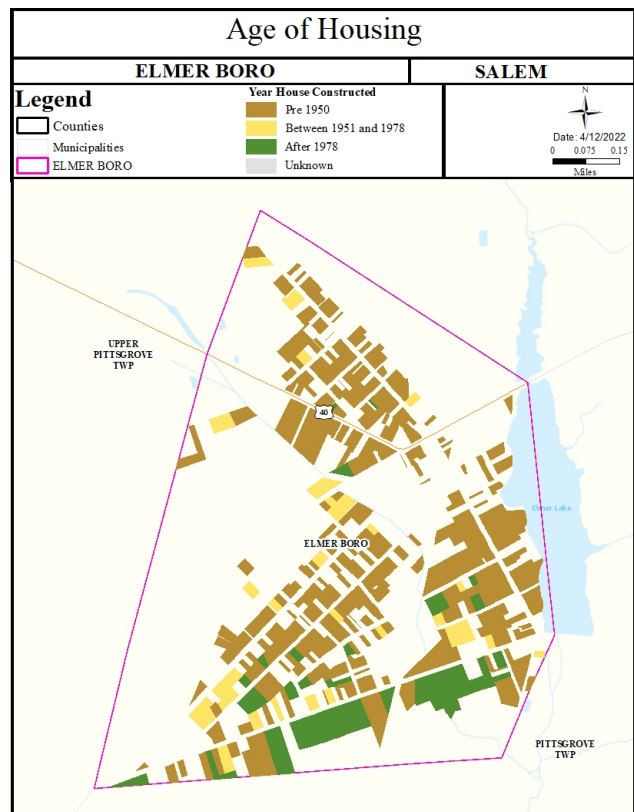 Age of Housing
ELMER BORO
SALEM
Legend
Counties
Municipalities
ELMER BORO
Year House Constructed
Pre 1950
Between 1951 and 1978
After 1978
Unknown
N
Date: 4/12/2022
0 0.075 0.15
Miles
UPPER
PITTSGROVE
TWP
40
Elmer Lake
ELMER BORO
PITTSGROVE
TWP